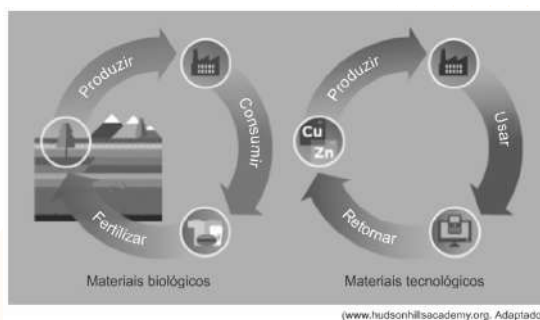 Produzir
Consumir
Fertilizar
Materiais biológicos
Produzir
Usar
Retornar
Cu
Zn
Materiais tecnológicos
(www.hudsonhillsacademy.org. Adaptado